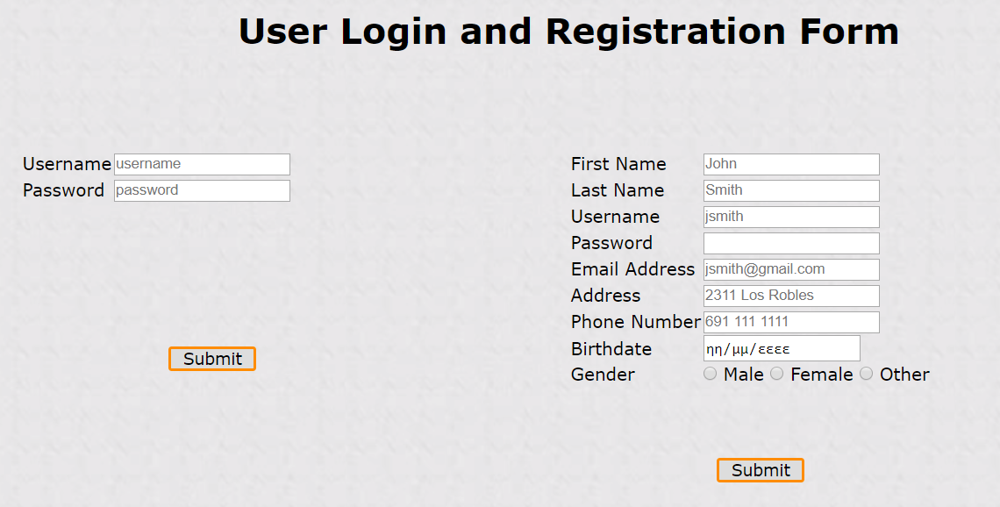 User Login and Registration Form
Username username
Password password
Submit
First Name John
Last Name Smith
Username jsmith
Password
Email Address jsmith@gmail.com
Address 2311 Los Robles
Phone Number 691 111 1111
Birthdate ηη/μμ/εεεε
Gender Male Female Other
Submit